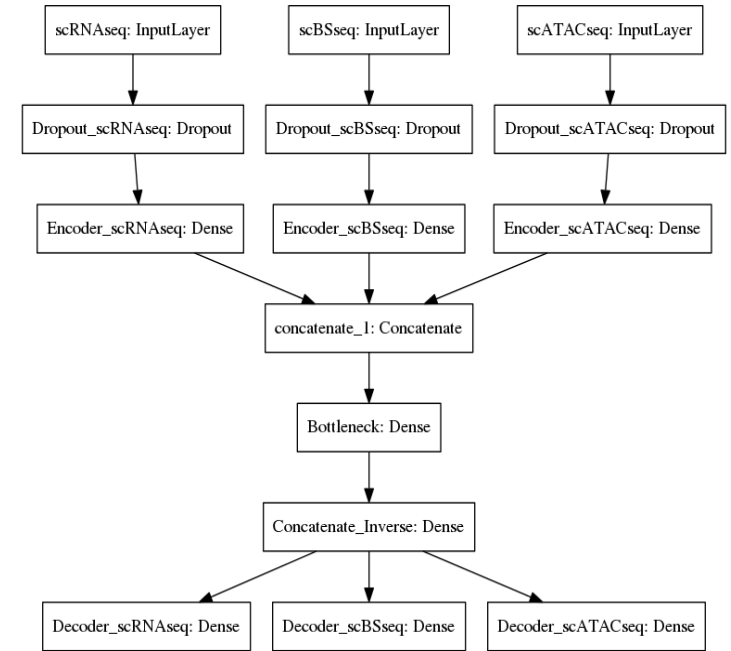 scRNAseq: InputLayer
scBSseq: InputLayer
scATACseq: InputLayer
Dropout_scRNAseq: Dropout
Dropout_scBSseq: Dropout
Dropout_scATACseq: Dropout
Encoder_scRNAseq: Dense
Encoder_scBSseq: Dense
Encoder_scATACseq: Dense
concatenate_1: Concatenate
Bottleneck: Dense
Concatenate_Inverse: Dense
Decoder_scRNAseq: Dense
Decoder_scBSseq: Dense
Decoder_scATACseq: Dense